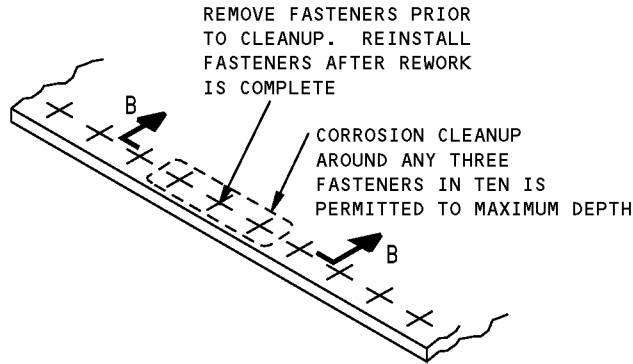 REMOVE FASTENERS PRIOR
TO CLEANUP. REINSTALL
FASTENERS AFTER REWORK
IS COMPLETE
B
CORROSION CLEANUP
AROUND ANY THREE
FASTENERS IN TEN IS
PERMITTED TO MAXIMUM DEPTH
B